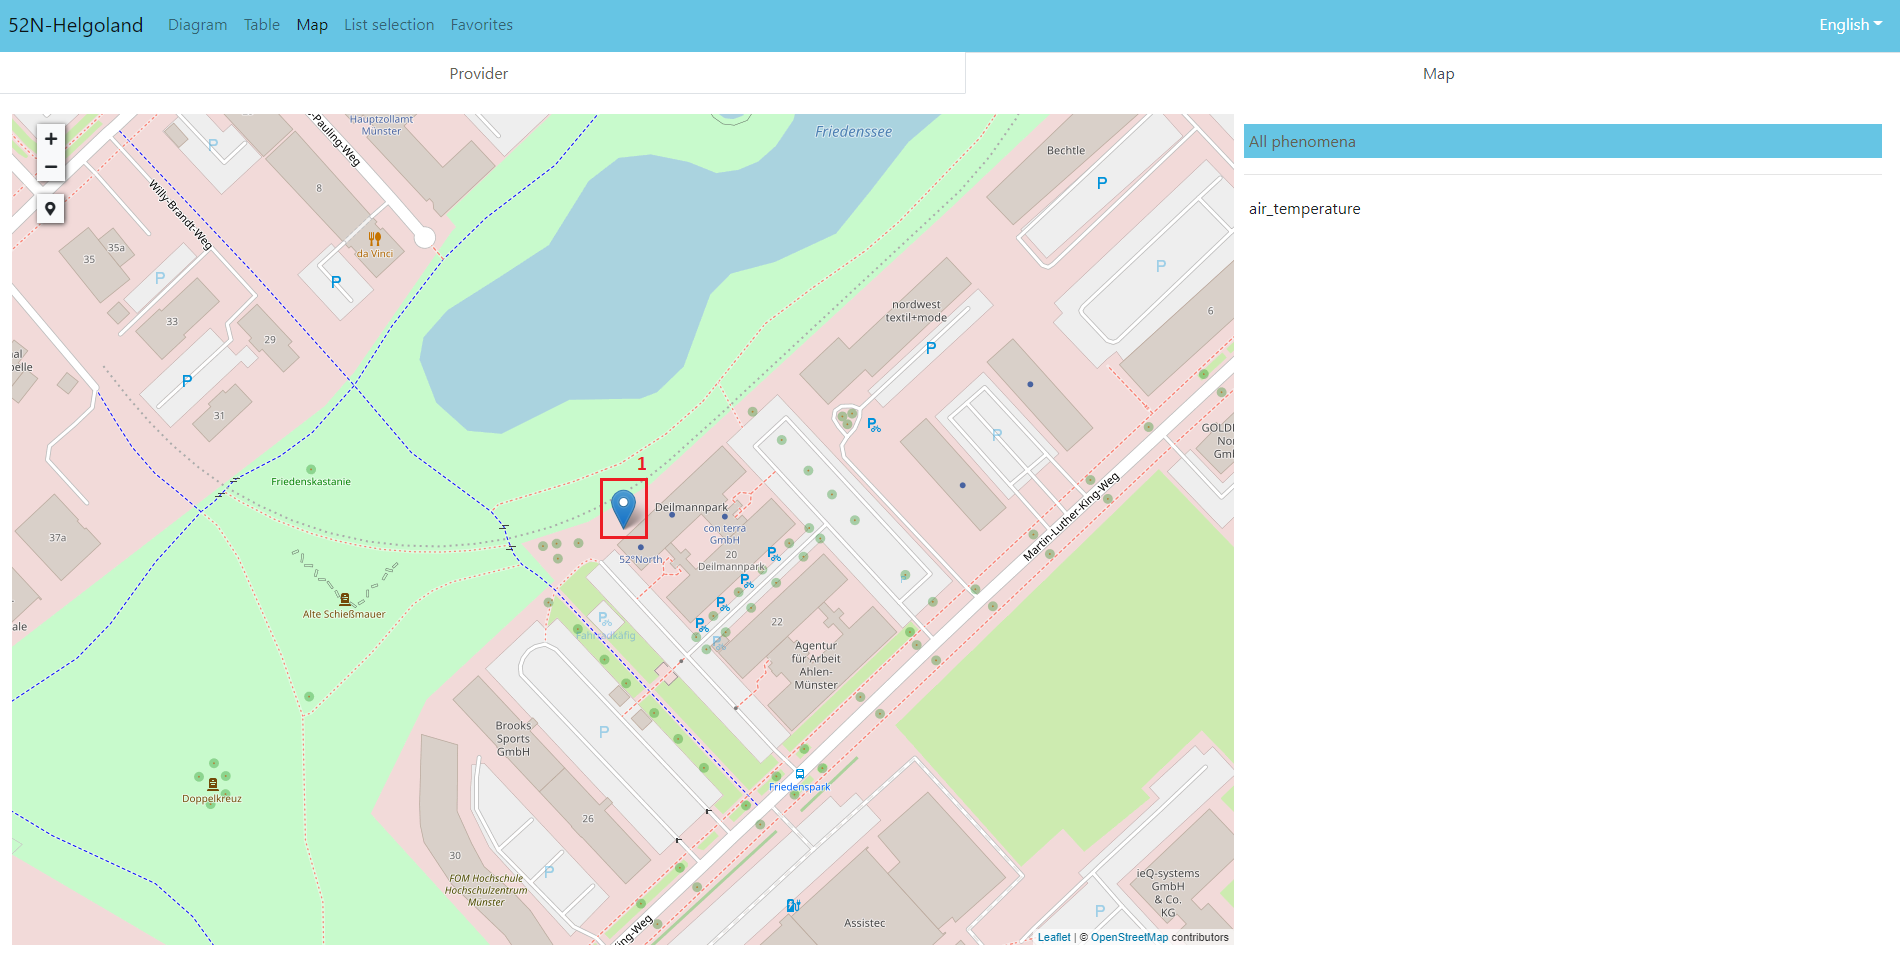 52N-Helgoland
Diagram
Table
Map
List selection
Favorites
English
Provider
Map
+
−
All phenomena
air_temperature
-Pauling-Weg
Hauptzollamt
Münster
Friedenssee
Bechtle
P
P
8
Willy-Brandt-Weg
35a
35
da Vinci
P
P
P
nordwest
textil+mode
6
33
29
P
P
31
P
P
GOLD
No
Gm
1
Friedenskastanie
Deilmannpark
con terra
GmbH
20
Deilmannpark
52°North
Martin-Luther-King-Weg
37a
Alte Schießmauer
P
P
P
P
P
Fahrradkäfig
P
P
22
Agentur
für Arbeit
Ahlen-
Münster
ale
Brooks
Sports
GmbH
P
Friedenspark
Doppelkreuz
26
30
FOM Hochschule
Hochschulzentrum
Münster
P
ieQ-systems
GmbH
& Co.
KG
P
Assistec
King-Weg
Leaflet | © OpenStreetMap contributors